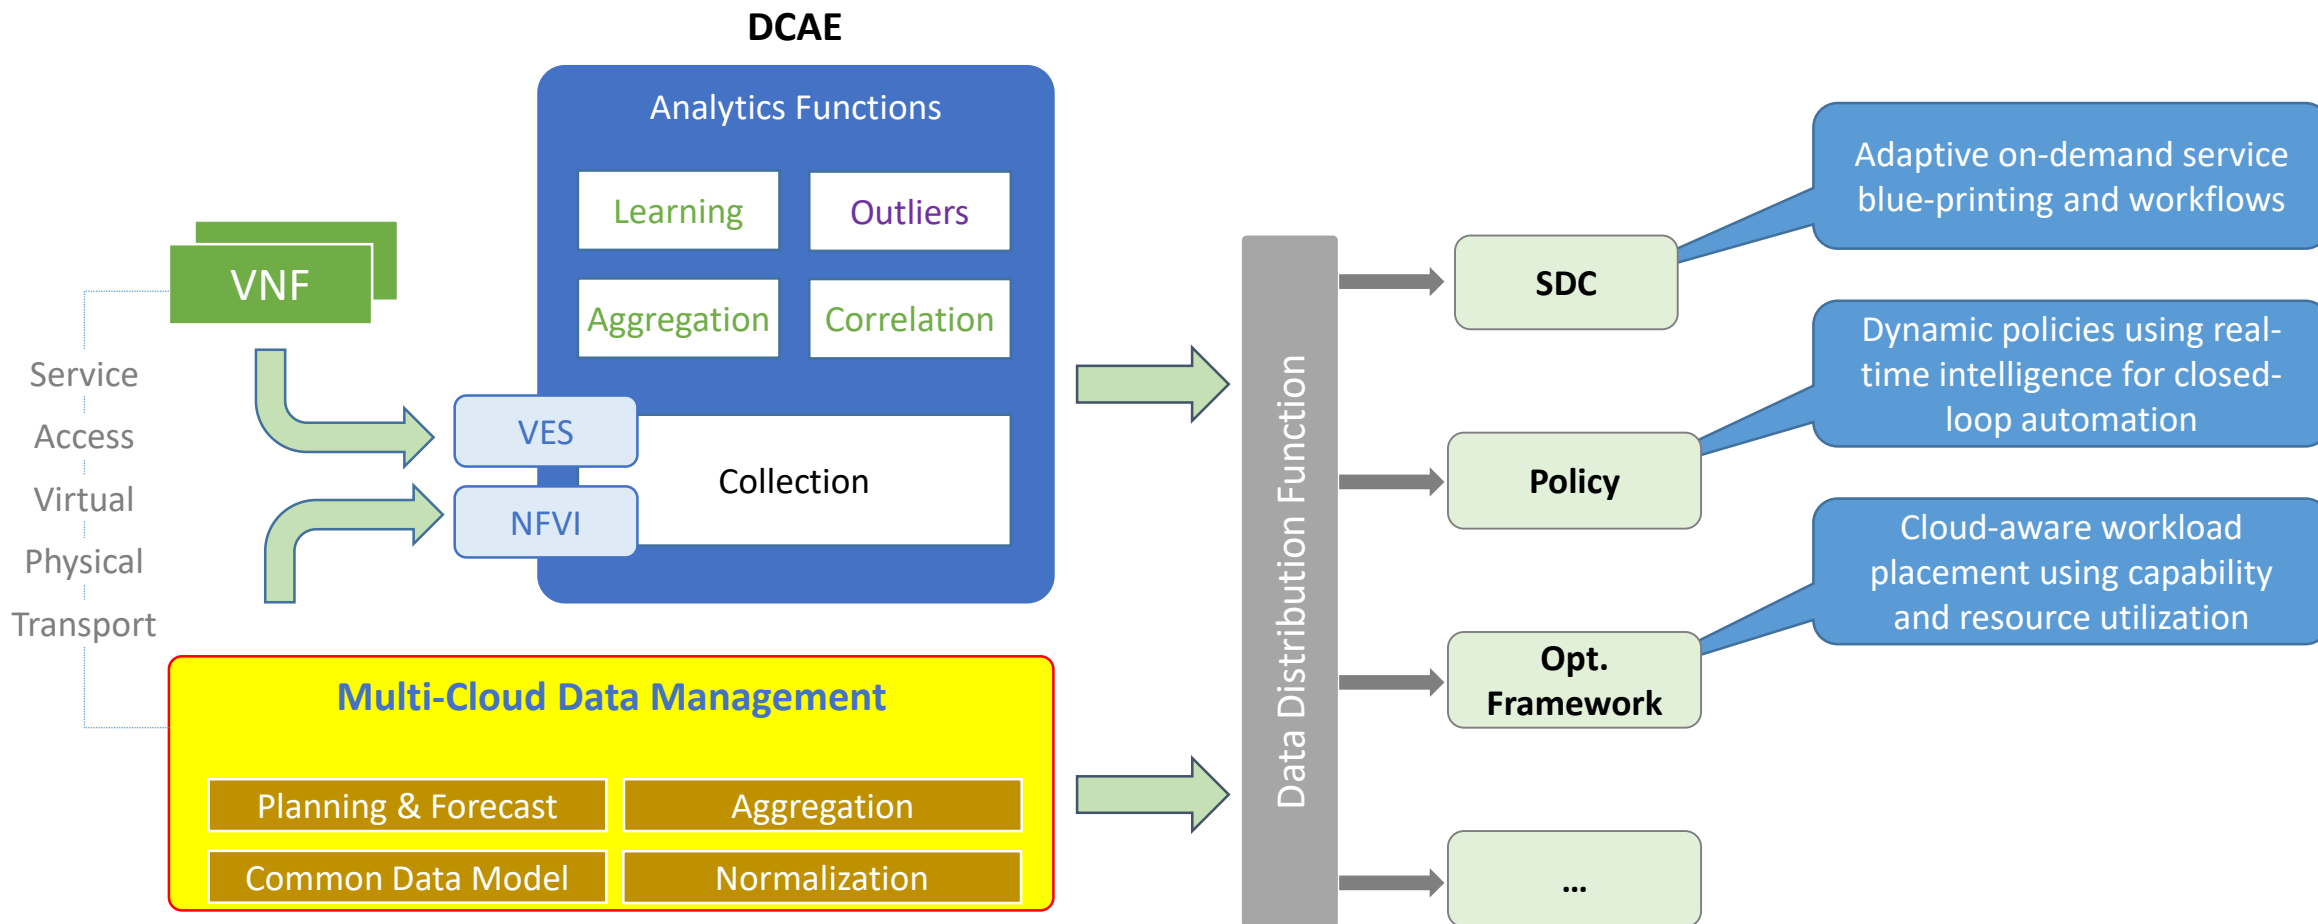 DCAE
Analytics Functions
Learning
Outliers
Aggregation
Correlation
VNF
Service
Access
Virtual
Physical
Transport
VES
NFVI
Collection
Multi-Cloud Data Management
Planning & Forecast
Aggregation
Common Data Model
Normalization
Data Distribution Function
SDC
Policy
Opt.
Framework
...
Adaptive on-demand service
blue-printing and workflows
Dynamic policies using real-
time intelligence for closed-
loop automation
Cloud-aware workload
placement using capability
and resource utilization